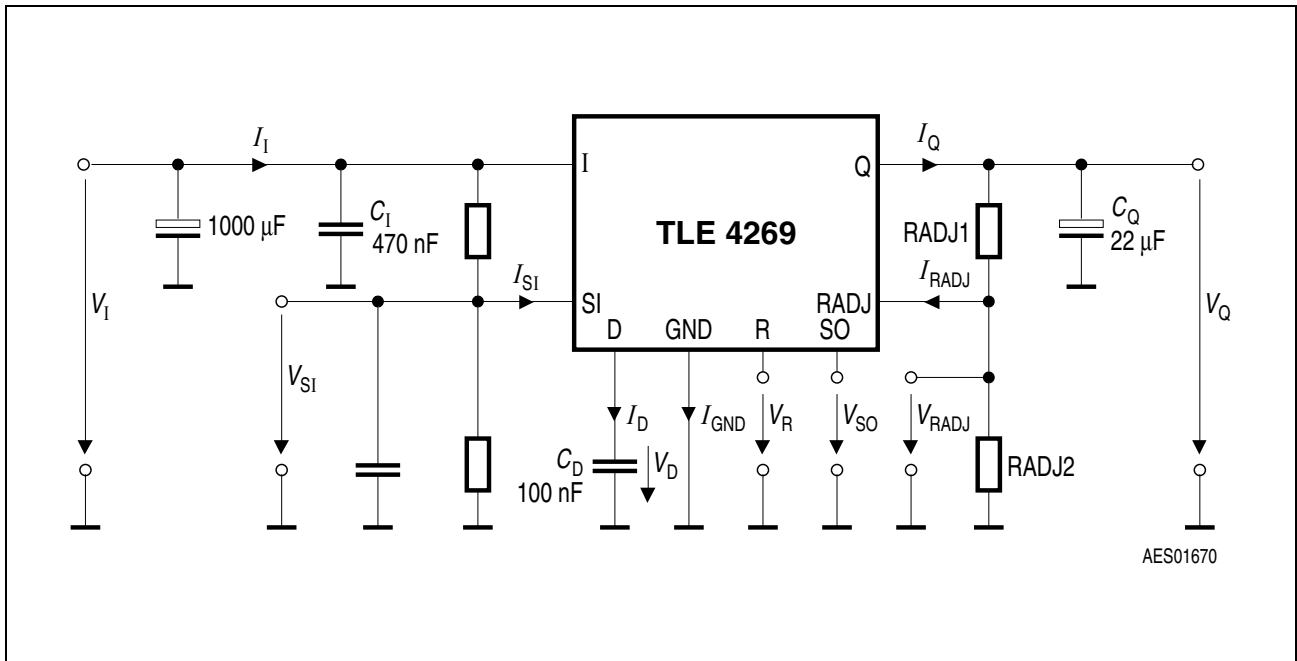 I_I
I_Q
I
Q
TLE 4269
1000 µF
C_I
470 nF
RADJ1
C_Q
22 µF
I_SI
I_RADJ
SI
RADJ
V_I
V_Q
D
GND
R
SO
V_SI
I_D
I_GND
V_R
V_SO
V_RADJ
C_D
100 nF
V_D
RADJ2
AES01670